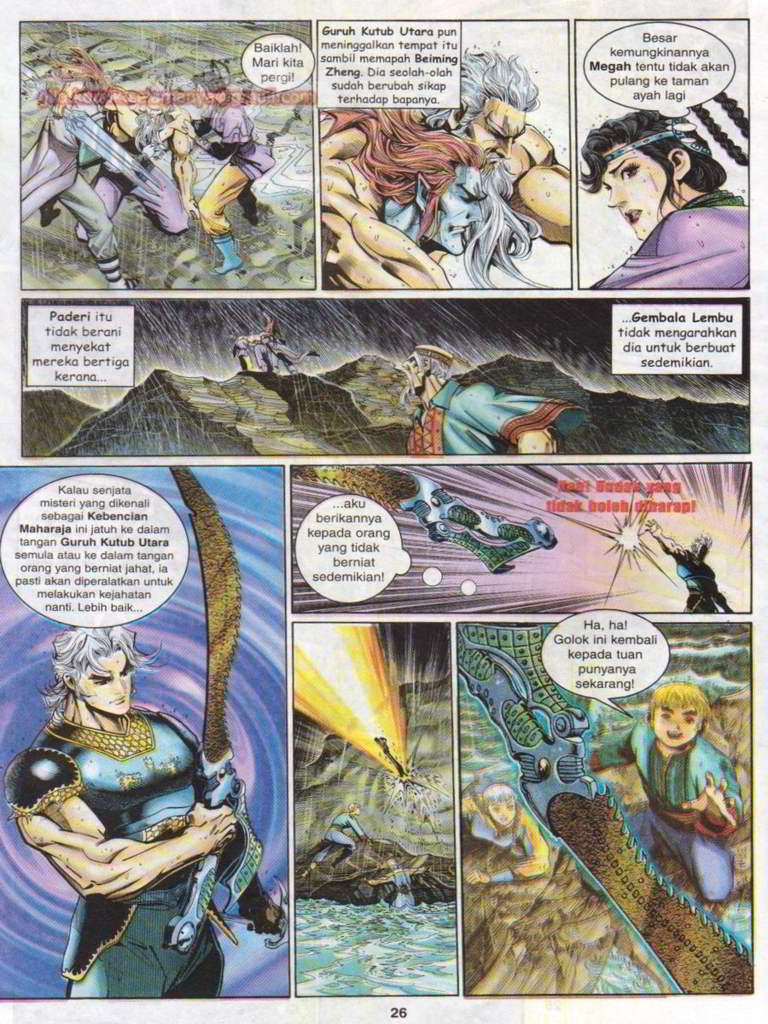 Baiklah!
Mari kita
pergi!
Guruh Kutub Utara pun
meninggalkan tempat itu
sambil memapah Beiming
Zheng. Dia seolah-olah
sudah berubah sikap
terhadap bapanya.
Besar
kemungkinannya
Megah tentu tidak akan
pulang ke taman
ayah lagi
Paderi itu
tidak berani
menyekat
mereka bertiga
kerana...
...Gembala Lembu
tidak mengarahkan
dia untuk berbuat
sedemikian.
Kalau senjata
misteri yang dikenali
sebagai Kebencian
Maharaja ini jatuh ke dalam
tangan Guruh Kutub Utara
semula atau ke dalam tangan
orang yang berniat jahat, ia
pasti akan diperalatkan untuk
melakukan kejahatan
nanti. Lebih baik...
...aku
berikannya
kepada orang
yang tidak
berniat
sedemikian!
yang
tidak boleh diharap!
Ha, ha!
Golok ini kembali
kepada tuan
punyanya
sekarang!
26